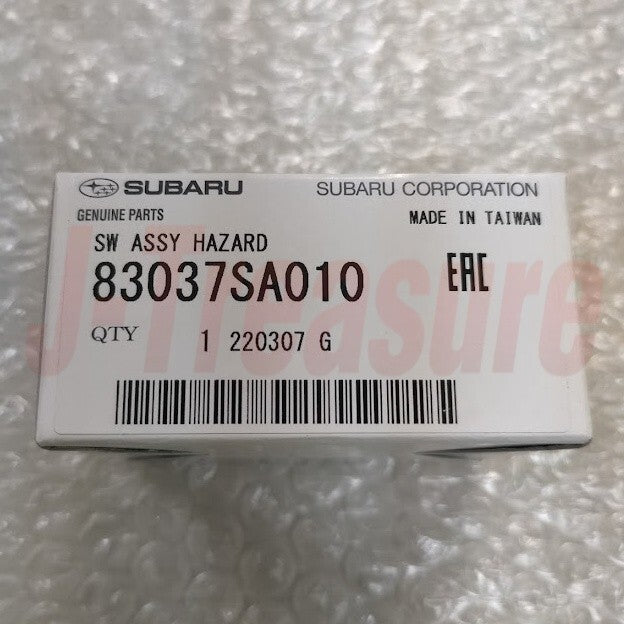 SUBARU SUBARU CORPORATION
GENUINE PARTS MADE IN TAIWAN
SW ASSY HAZARD
83037SA010 EAC
QTY 1 220307 G
J-Treasure